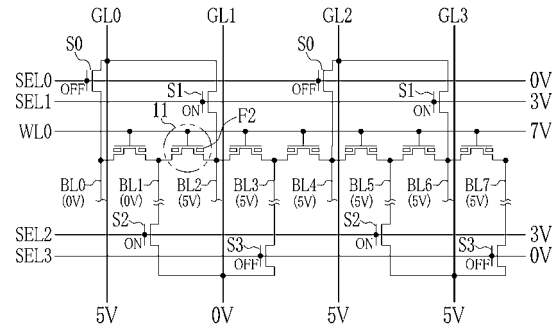 GL0 GL1 GL2 GL3
S0 S0
SEL0 OFF OFF 0V
SEL1 S1 ON S1 ON 3V
11 F2
WL0 7V
BL0 BL1 BL2 BL3 BL4 BL5 BL6 BL7
(0V) (0V) (5V) (5V) (5V) (5V) (5V) (5V)
S2 S2
SEL2 ON S3 ON S3 3V
SEL3 OFF OFF 0V
5V 0V 5V 5V